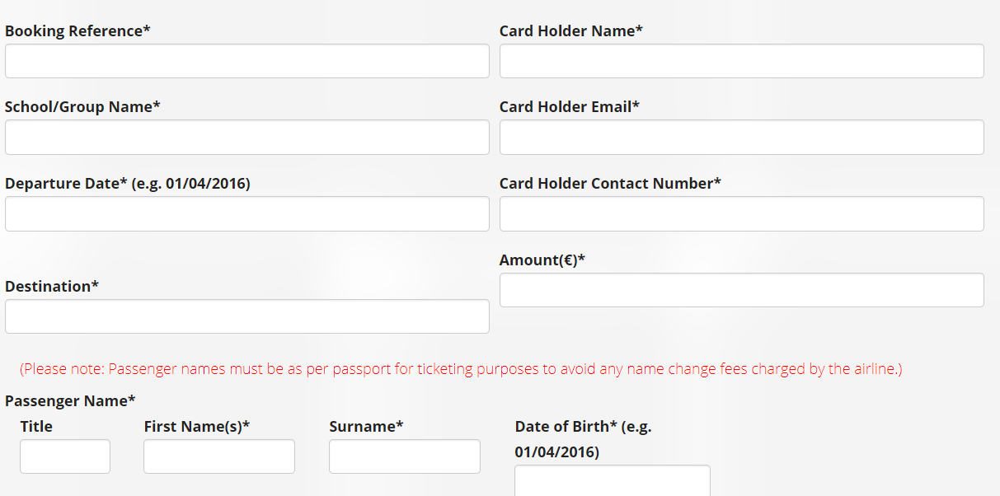 Booking Reference*
Card Holder Name*
School/Group Name*
Card Holder Email*
Departure Date* (e.g. 01/04/2016)
Card Holder Contact Number*
Amount(€)*
Destination*
(Please note: Passenger names must be as per passport for ticketing purposes to avoid any name change fees charged by the airline.)
Passenger Name*
Title
First Name(s)*
Surname*
Date of Birth* (e.g.
01/04/2016)